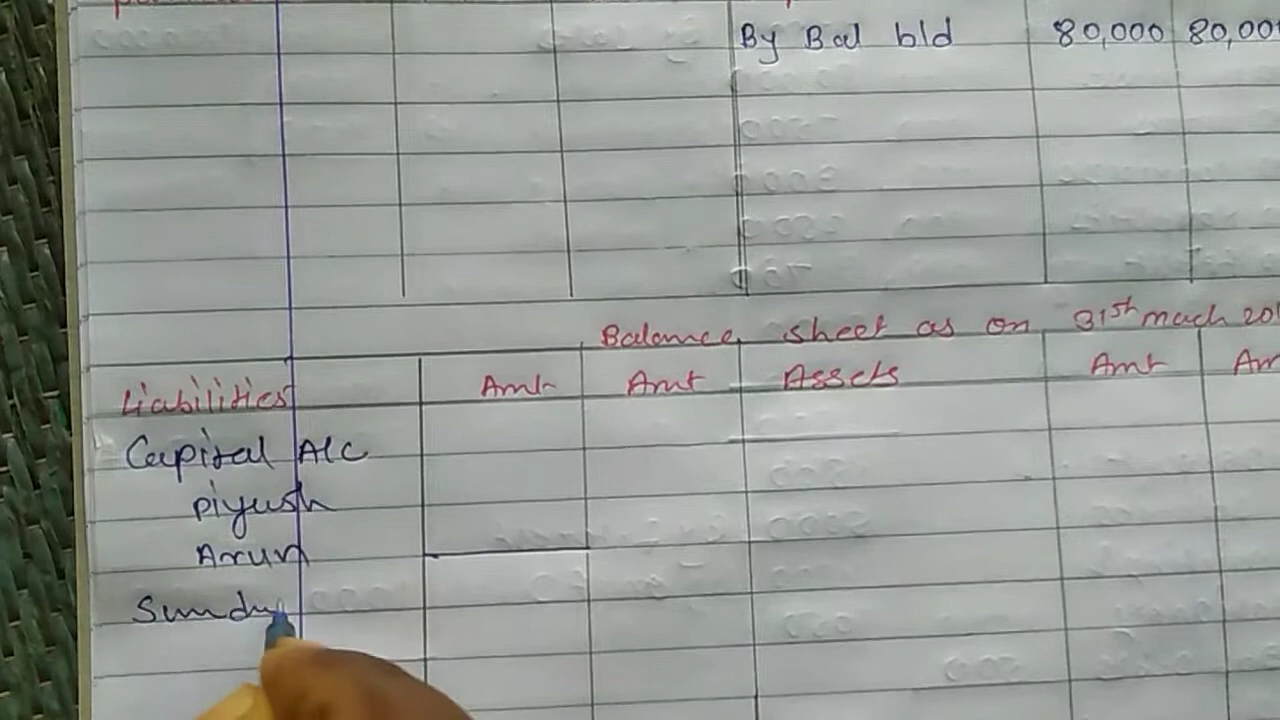 By Bal bld 80,000 80,00
Balance sheet as on 31st mach 20
Liabilities Amt Amt Assets Amt Am
Capital A/C
piyush
Arun
Sundry